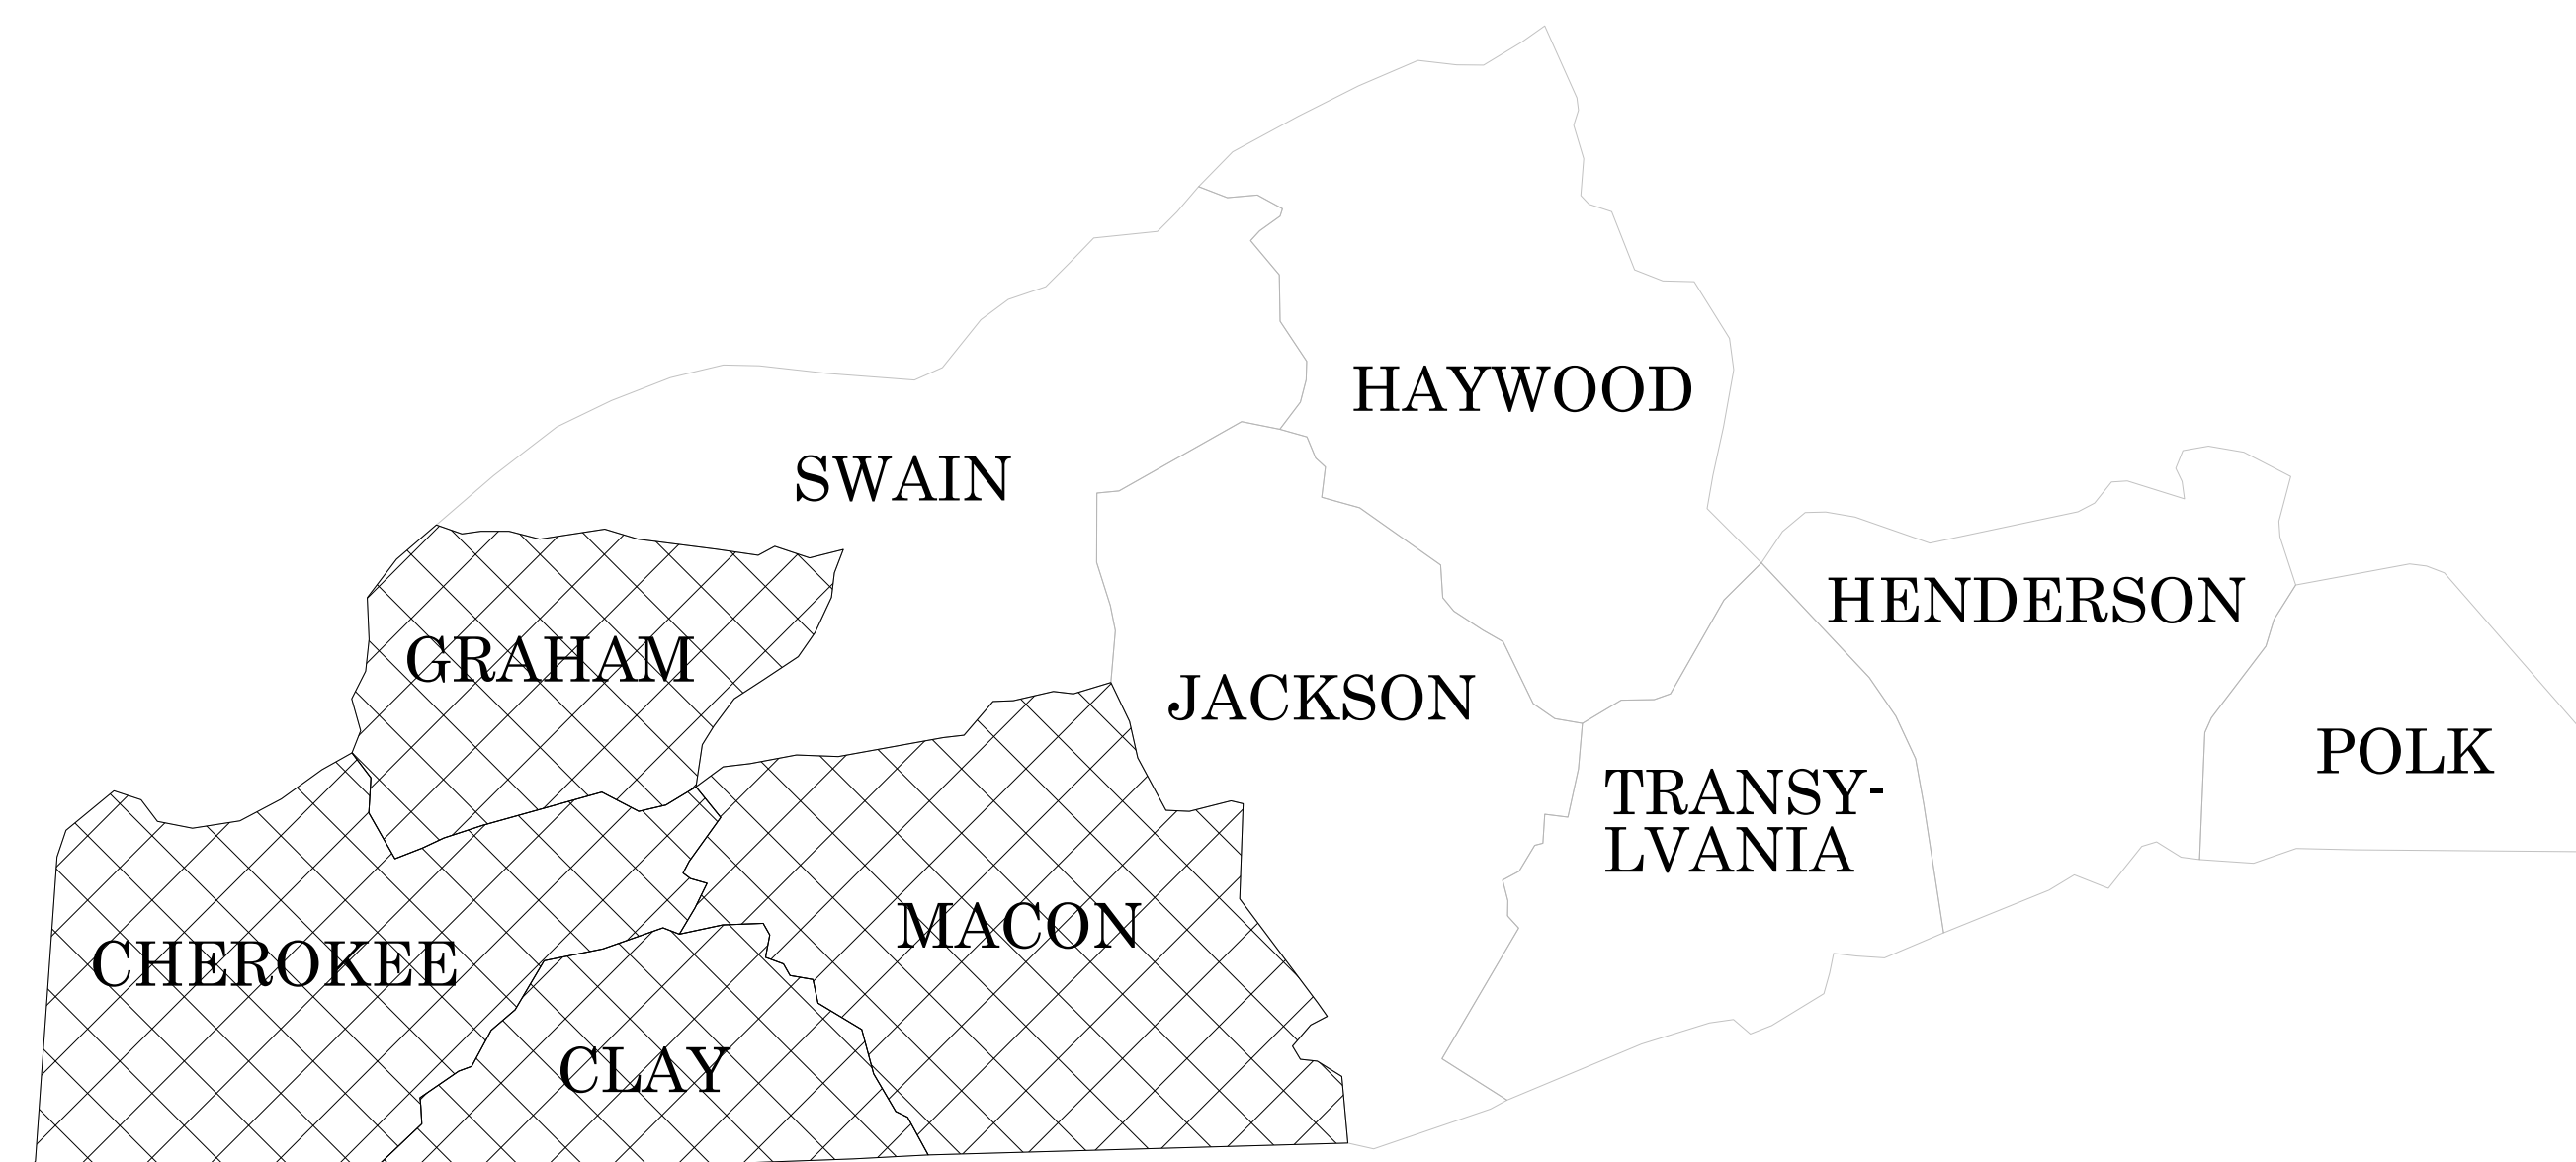 HAYWOOD
SWAIN
HENDERSON
GRAHAM
JACKSON
POLK
TRANSY-
LVANIA
MACON
CHEROKEE
CLAY